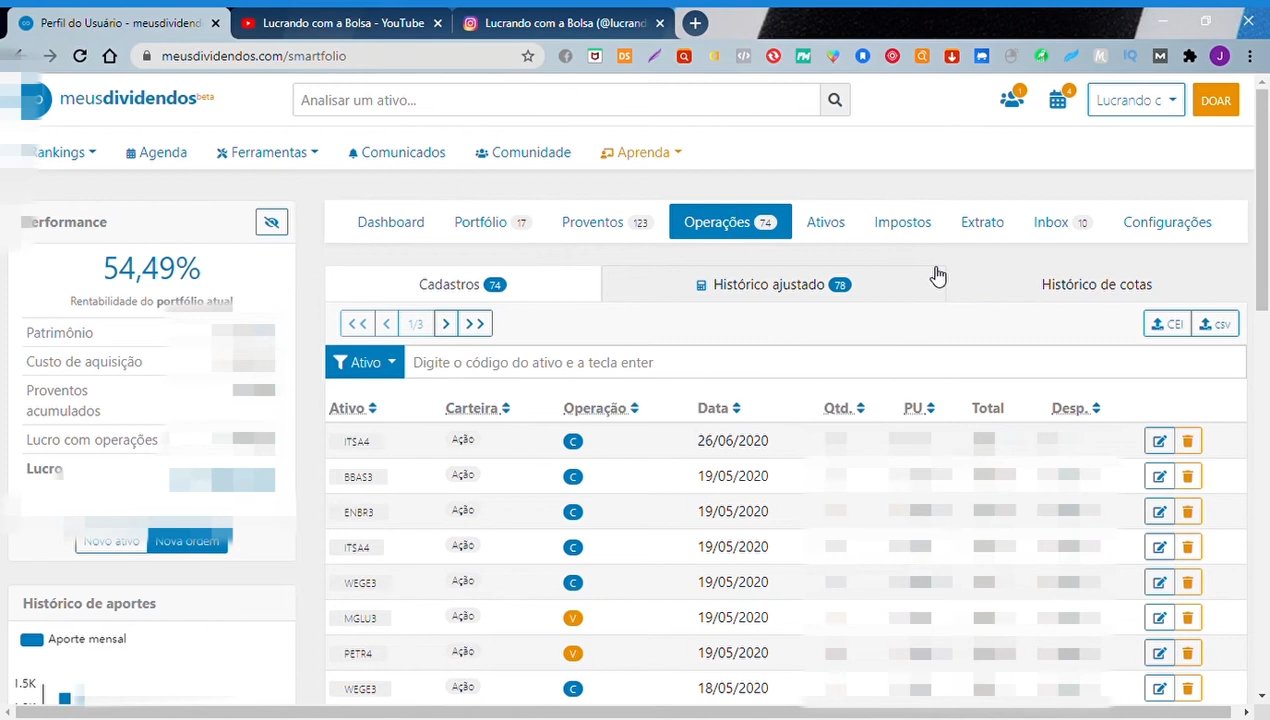 Perfil do Usuário - meusdividend
Lucrando com a Bolsa - YouTube
Lucrando com a Bolsa (@lucrand
meusdividendos.com/smartfolio
J
meusdividendosbeta
Analisar um ativo...
1
4
Lucrando c
DOAR
Rankings
Agenda
Ferramentas
Comunicados
Comunidade
Aprenda
erformance
Dashboard
Portfólio 17
Proventos 123
Operações 74
Ativos
Impostos
Extrato
Inbox 10
Configurações
54,49%
Rentabilidade do portfólio atual
Patrimônio
Custo de aquisição
Proventos
acumulados
Lucro com operações
Lucro
Novo ativo
Nova ordem
Histórico de aportes
Aporte mensal
1.5K
Cadastros 74
Histórico ajustado 78
Histórico de cotas
1/3
CEI
csv
Ativo
Digite o código do ativo e a tecla enter
Ativo Carteira Operação Data Qtd. PU Total Desp.
ITSA4 Ação C 26/06/2020
BBAS3 Ação C 19/05/2020
ENBR3 Ação C 19/05/2020
ITSA4 Ação C 19/05/2020
WEGE3 Ação C 19/05/2020
MGLU3 Ação V 19/05/2020
PETR4 Ação V 19/05/2020
WEGE3 Ação C 18/05/2020